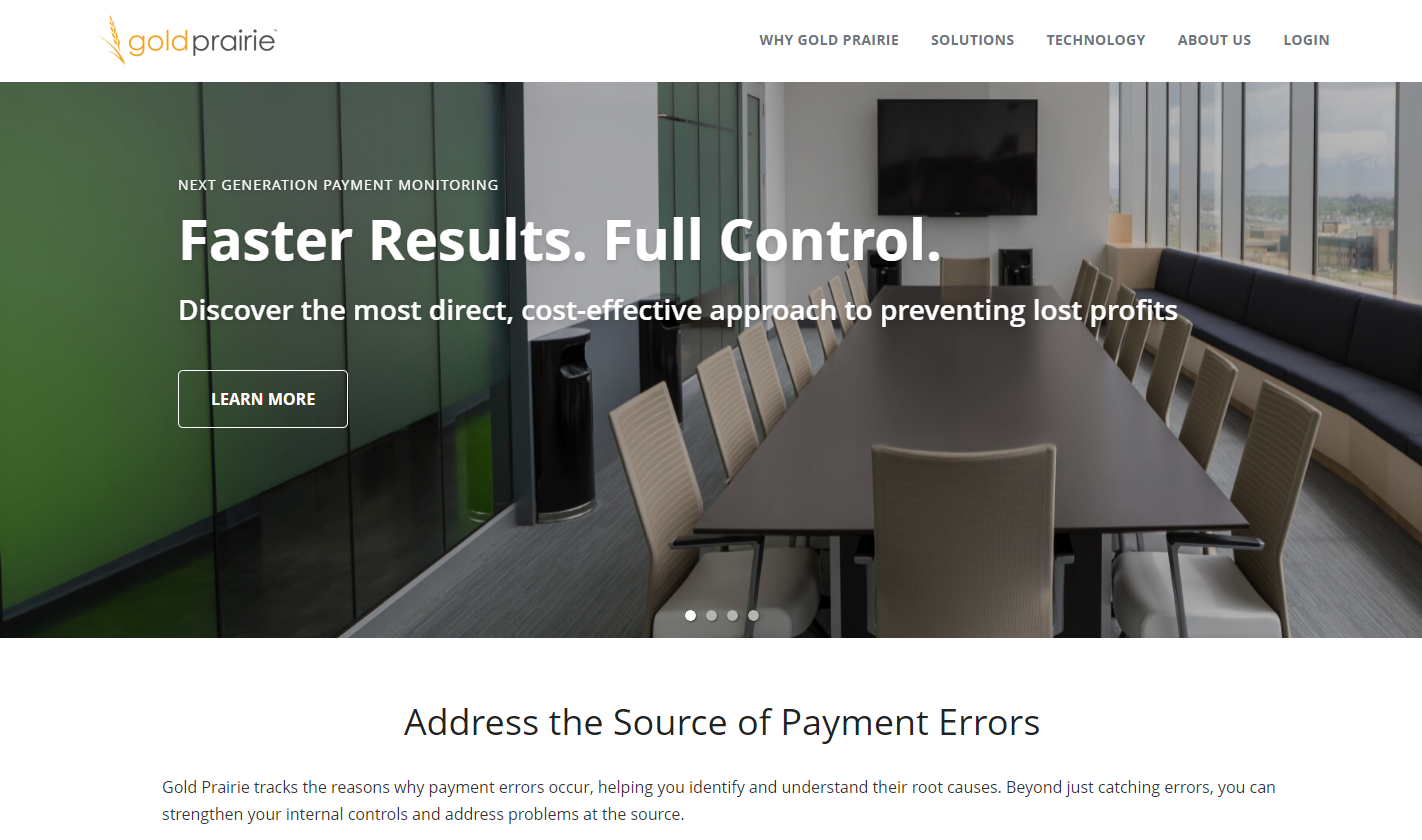 goldprairie™
WHY GOLD PRAIRIE SOLUTIONS TECHNOLOGY ABOUT US LOGIN
NEXT GENERATION PAYMENT MONITORING
Faster Results. Full Control.
Discover the most direct, cost-effective approach to preventing lost profits
LEARN MORE
Address the Source of Payment Errors
Gold Prairie tracks the reasons why payment errors occur, helping you identify and understand their root causes. Beyond just catching errors, you can
strengthen your internal controls and address problems at the source.